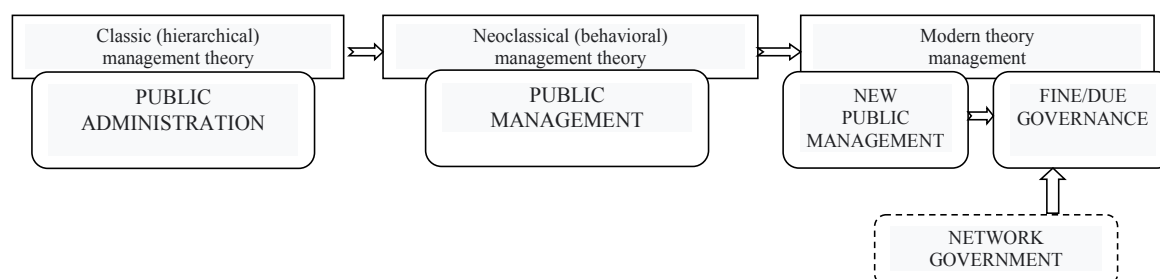 Classic (hierarchical)
management theory
PUBLIC
ADMINISTRATION
Neoclassical (behavioral)
management theory
PUBLIC
MANAGEMENT
Modern theory
management
NEW
PUBLIC
MANAGEMENT
FINE/DUE
GOVERNANCE
NETWORK
GOVERNMENT